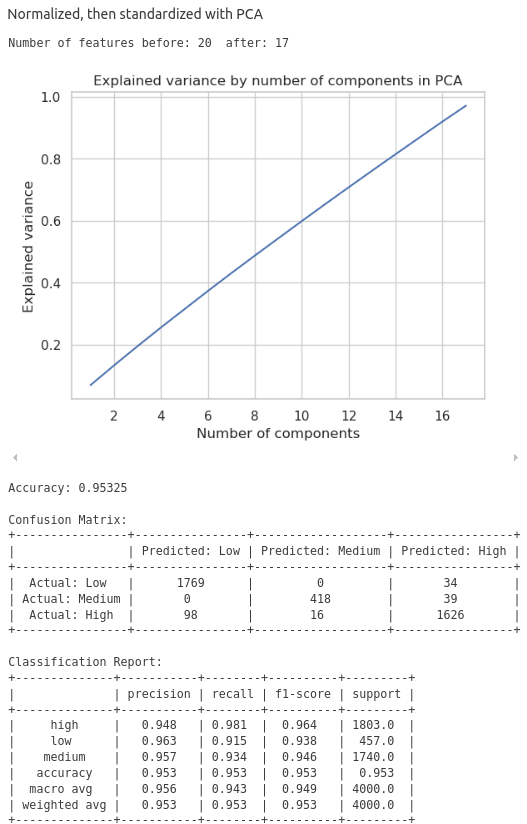 Normalized, then standardized with PCA
Number of features before: 20  after: 17
Explained variance by number of components in PCA
1.0
0.8
0.6
0.4
0.2
Explained variance
2 4 6 8 10 12 14 16
Number of components
Accuracy: 0.95325
Confusion Matrix:
+----------------+----------------+-------------------+-----------------+
|                | Predicted: Low | Predicted: Medium | Predicted: High |
+----------------+----------------+-------------------+-----------------+
|  Actual: Low   |      1769      |         0         |        34       |
| Actual: Medium |       0        |        418        |        39       |
|  Actual: High  |       98       |         16        |       1626      |
+----------------+----------------+-------------------+-----------------+
Classification Report:
+--------------+-----------+--------+----------+--------+
|              | precision | recall | f1-score | support |
+--------------+-----------+--------+----------+--------+
|     high     |   0.948   | 0.981  |  0.964   | 1803.0  |
|     low      |   0.963   | 0.915  |  0.938   |  457.0  |
|    medium    |   0.957   | 0.934  |  0.946   | 1740.0  |
|   accuracy   |   0.953   | 0.953  |  0.953   |  0.953  |
|  macro avg   |   0.956   | 0.943  |  0.949   | 4000.0  |
| weighted avg |   0.953   | 0.953  |  0.953   | 4000.0  |
+--------------+-----------+--------+----------+--------+